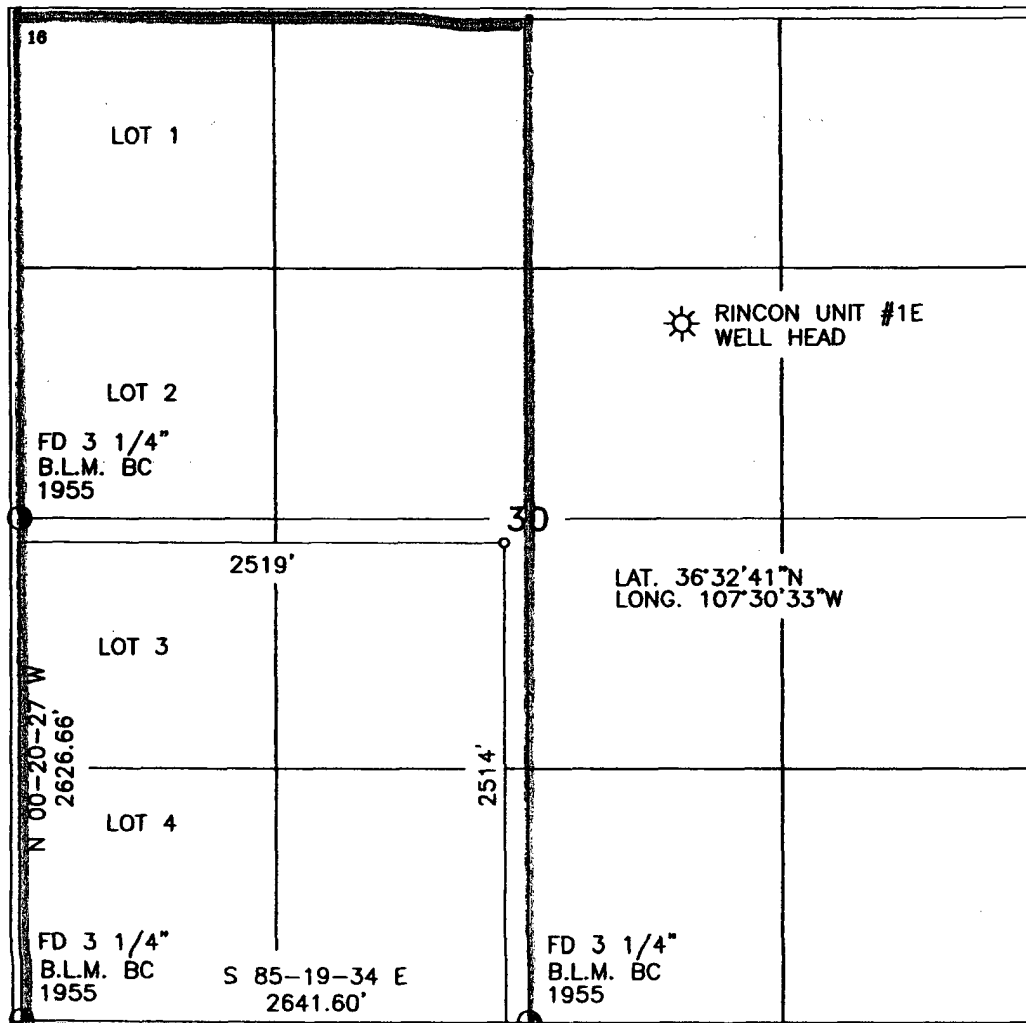 16
LOT 1
RINCON UNIT #1E
WELL HEAD
LOT 2
FD 3 1/4"
B.L.M. BC
1955
30
2519'
LAT. 36°32'41"N
LONG. 107°30'33"W
LOT 3
N 00-20-27 W
2626.66'
2514'
LOT 4
FD 3 1/4"
B.L.M. BC
1955
S 85-19-34 E
2641.60'
FD 3 1/4"
B.L.M. BC
1955